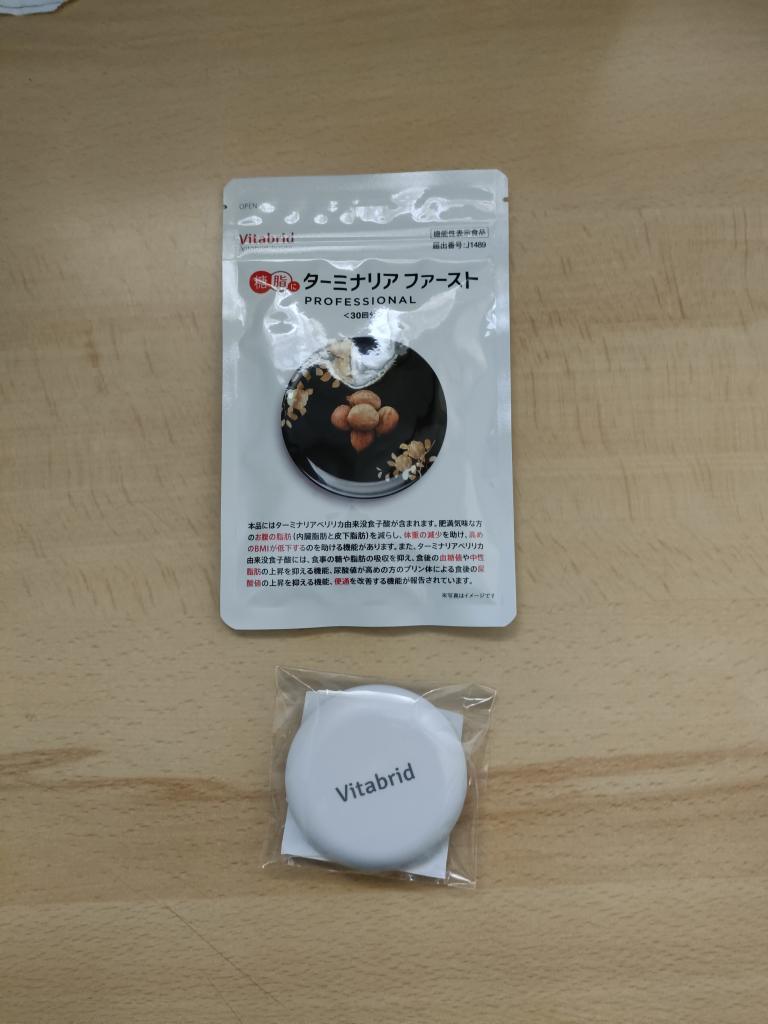 OPEN
Vitabrid
機能性表示食品
届出番号:J1489
糖脂に ターミナリア ファースト
PROFESSIONAL
<30回分>
本品にはターミナリアベリリカ由来没食子酸が含まれます。肥満気味な方
のお腹の脂肪(内臓脂肪と皮下脂肪)を減らし、体重の減少を助け、高め
のBMIが低下するのを助ける機能があります。また、ターミナリアベリリカ
由来没食子酸には、食事の糖や脂肪の吸収を抑え、食後の血糖値や中性
脂肪の上昇を抑える機能、尿酸値が高めの方のプリン体による食後の尿
酸値の上昇を抑える機能、便通を改善する機能が報告されています。
※写真はイメージです
Vitabrid